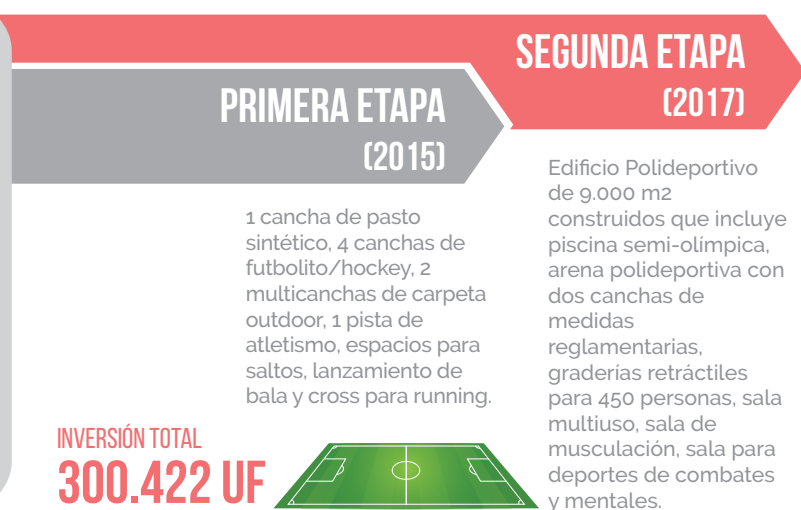 PRIMERA ETAPA
(2015)
1 cancha de pasto
sintético, 4 canchas de
futbolito/hockey, 2
multicanchas de carpeta
outdoor, 1 pista de
atletismo, espacios para
saltos, lanzamiento de
bala y cross para running.
SEGUNDA ETAPA
(2017)
Edificio Polideportivo
de 9.000 m2
construidos que incluye
piscina semi-olímpica,
arena polideportiva con
dos canchas de
medidas
reglamentarias,
graderías retráctiles
para 450 personas, sala
multiuso, sala de
musculación, sala para
deportes de combates
y mentales.
INVERSIÓN TOTAL
300.422 UF